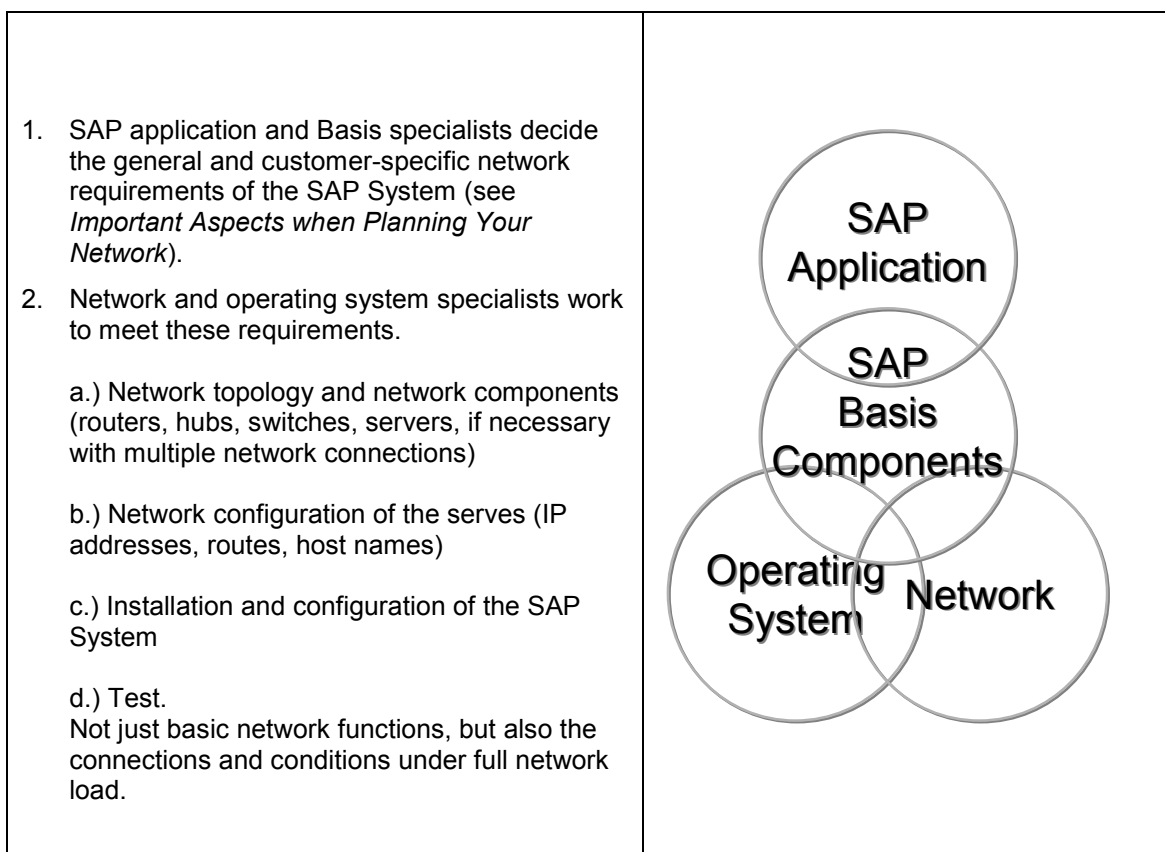 1. SAP application and Basis specialists decide
the general and customer-specific network
requirements of the SAP System (see
Important Aspects when Planning Your
Network).
2. Network and operating system specialists work
to meet these requirements.
a.) Network topology and network components
(routers, hubs, switches, servers, if necessary
with multiple network connections)
b.) Network configuration of the serves (IP
addresses, routes, host names)
c.) Installation and configuration of the SAP
System
d.) Test.
Not just basic network functions, but also the
connections and conditions under full network
load.
SAP
Application
SAP
Basis
Components
Operating
System
Network